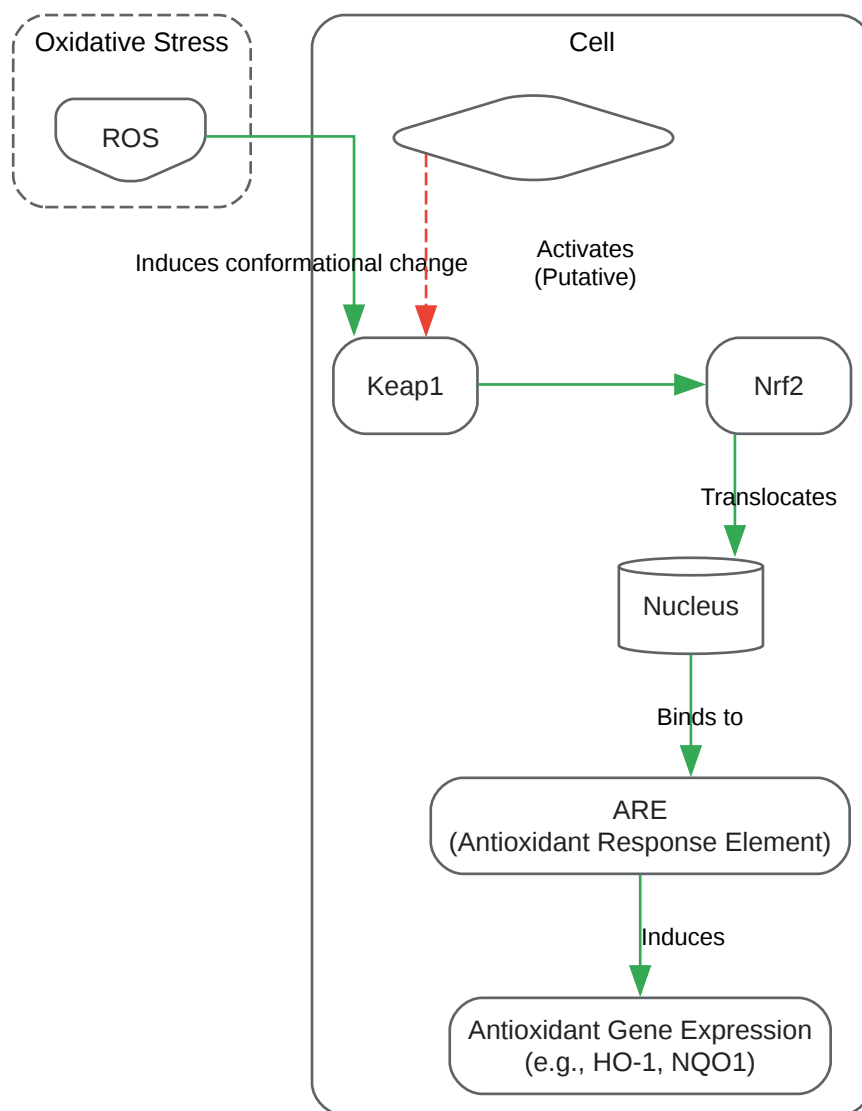 Oxidative Stress
Cell
ROS
Induces conformational change
Activates
(Putative)
Keap1
Nrf2
Translocates
Nucleus
Binds to
ARE
(Antioxidant Response Element)
Induces
Antioxidant Gene Expression
(e.g., HO-1, NQO1)